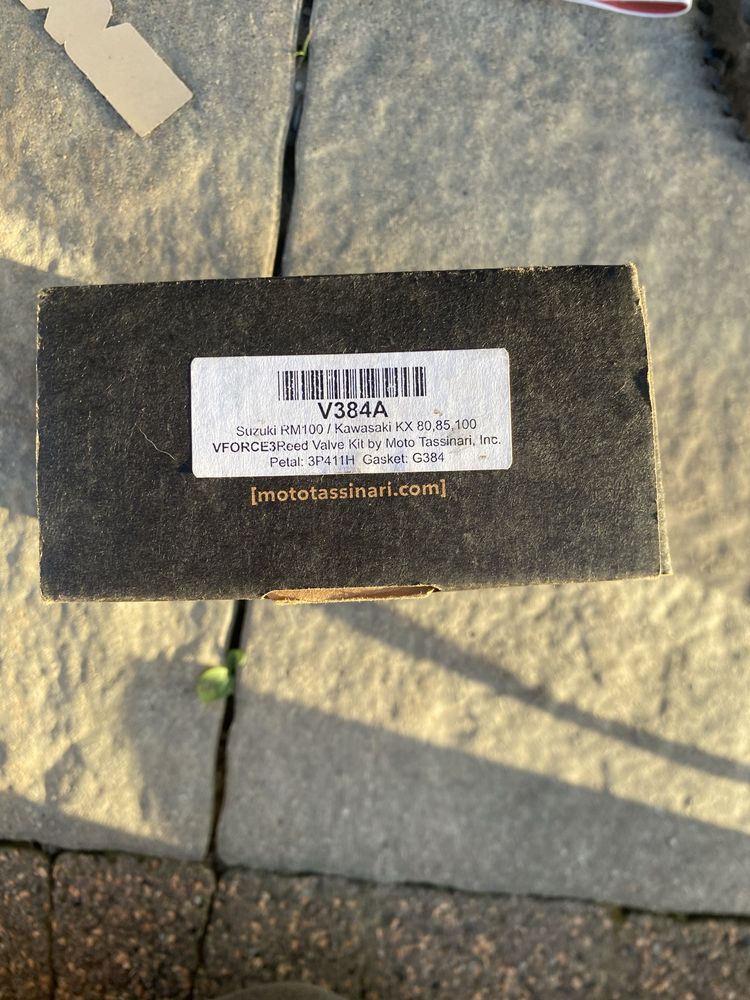 V384A
Suzuki RM100 / Kawasaki KX 80,85,100
VFORCE3Reed Valve Kit by Moto Tassinari, Inc.
Petal: 3P411H Gasket: G384
[mototassinari.com]